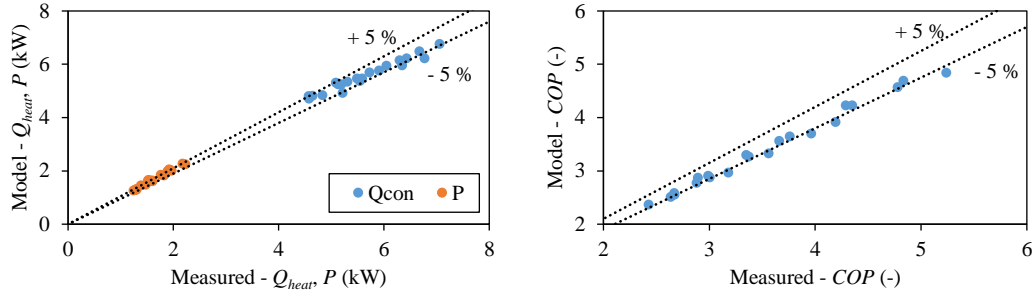 8
6
4
2
0
0
2
4
6
8
Model - Qheat, P (kW)
Measured - Qheat, P (kW)
+ 5 %
- 5 %
Qcon
P
6
5
4
3
2
2
3
4
5
6
Model - COP (-)
Measured - COP (-)
+ 5 %
- 5 %